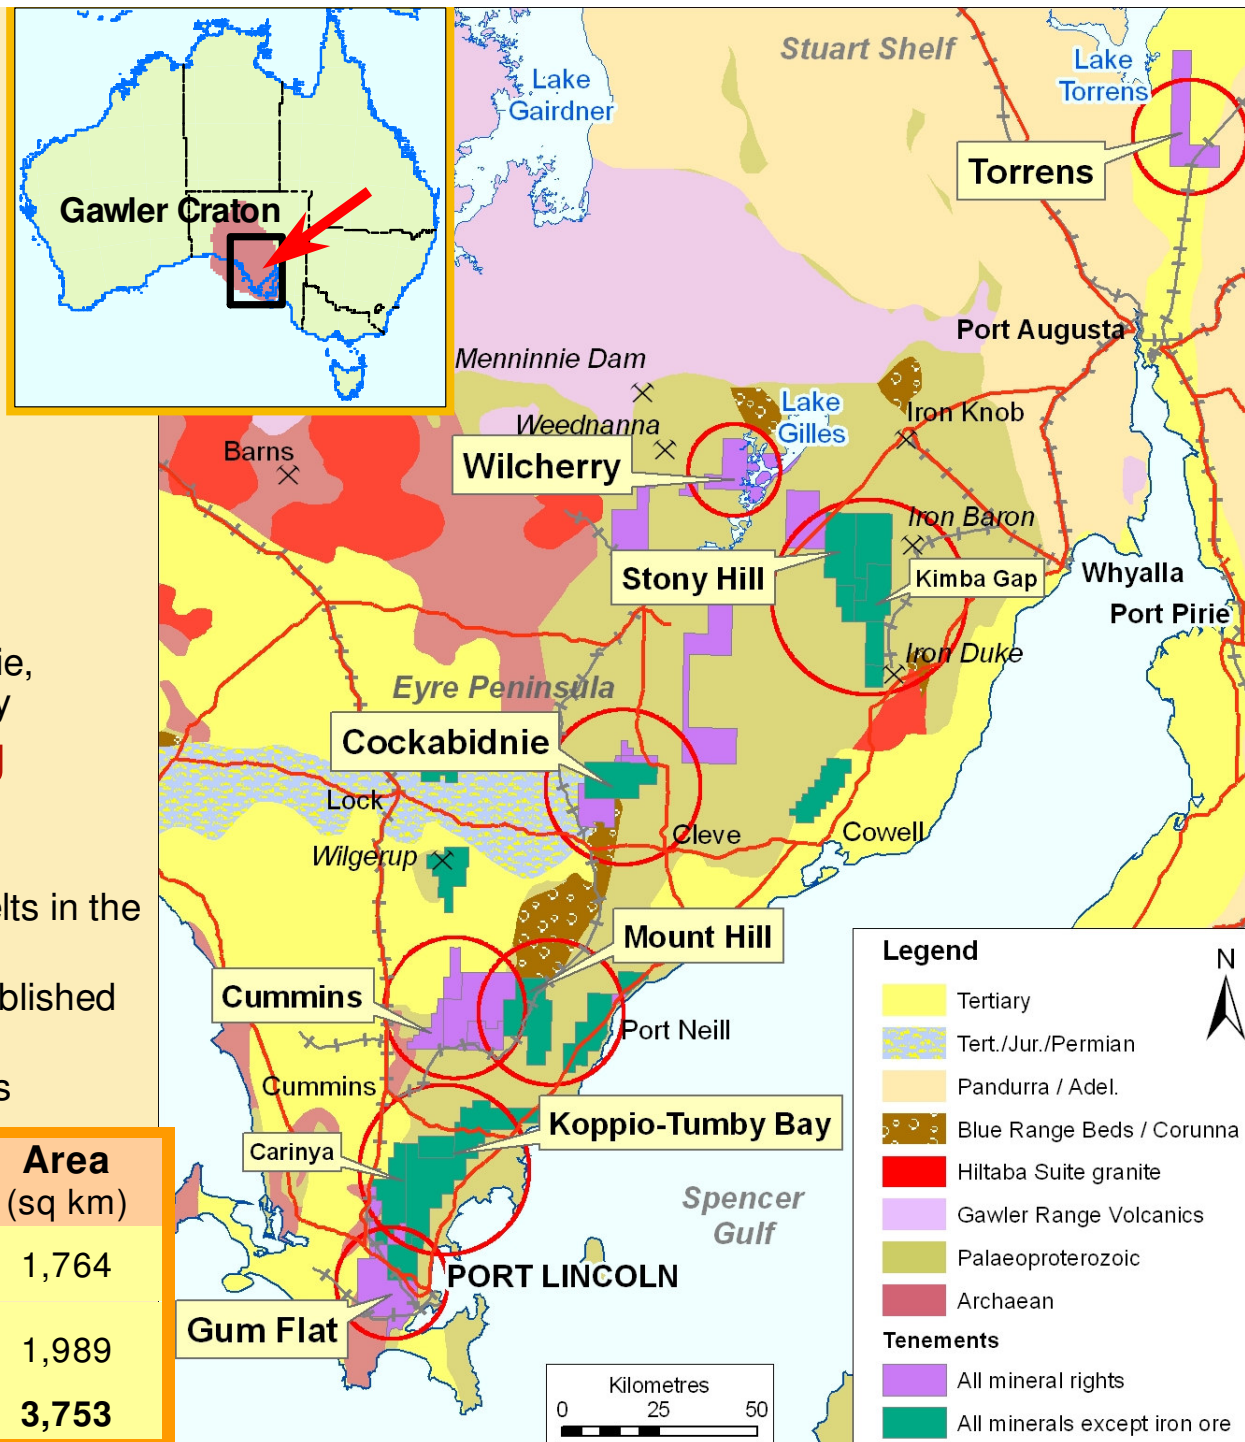 Gawler Craton
Stuart Shelf
Lake
Gairdner
Lake
Torrens
Torrens
Port Augusta
Menninnie Dam
Weednanna
Lake
Gilles
Iron Knob
Barns
Wilcherry
Iron Baron
Stony Hill
Kimba Gap
Whyalla
Port Pirie
Iron Duke
Eyre Peninsula
Cockabidnie
Lock
Cleve
Cowell
Wilgerup
Mount Hill
Cummins
Port Neill
Cummins
Koppio-Tumby Bay
Carinya
Spencer
Gulf
PORT LINCOLN
Gum Flat
ie,
y
g
elts in the
blished
s
Area
(sq km)
1,764
1,989
3,753
Kilometres
0 25 50
Legend
N
Tertiary
Tert./Jur./Permian
Pandurra / Adel.
Blue Range Beds / Corunna
Hiltaba Suite granite
Gawler Range Volcanics
Palaeoproterozoic
Archaean
Tenements
All mineral rights
All minerals except iron ore